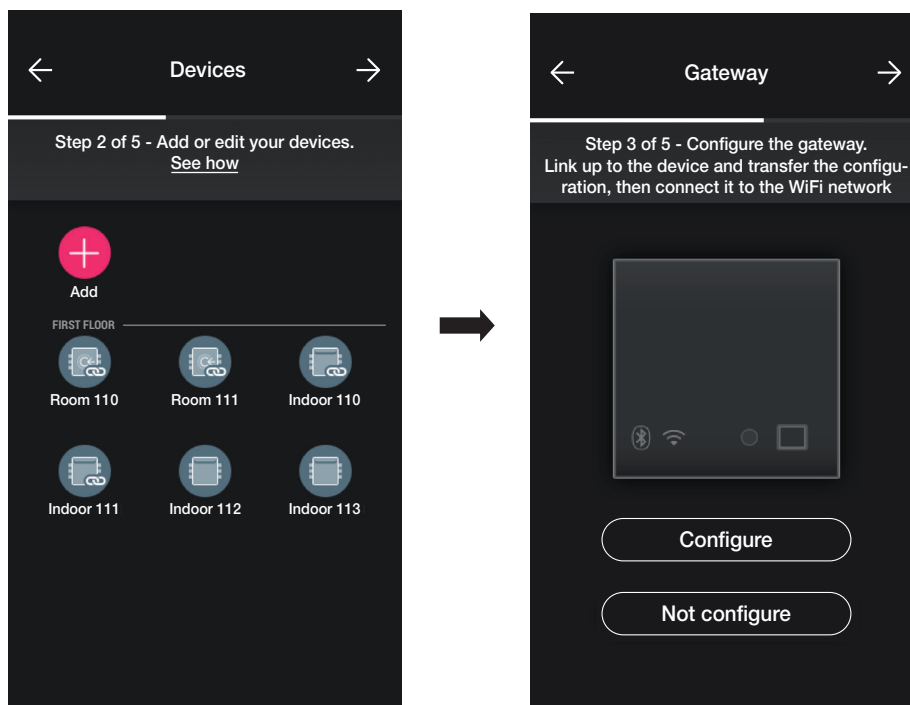 Devices
Step 2 of 5 - Add or edit your devices.
See how
Add
FIRST FLOOR
Room 110
Room 111
Indoor 110
Indoor 111
Indoor 112
Indoor 113
Gateway
Step 3 of 5 - Configure the gateway.
Link up to the device and transfer the configu-
ration, then connect it to the WiFi network
Configure
Not configure